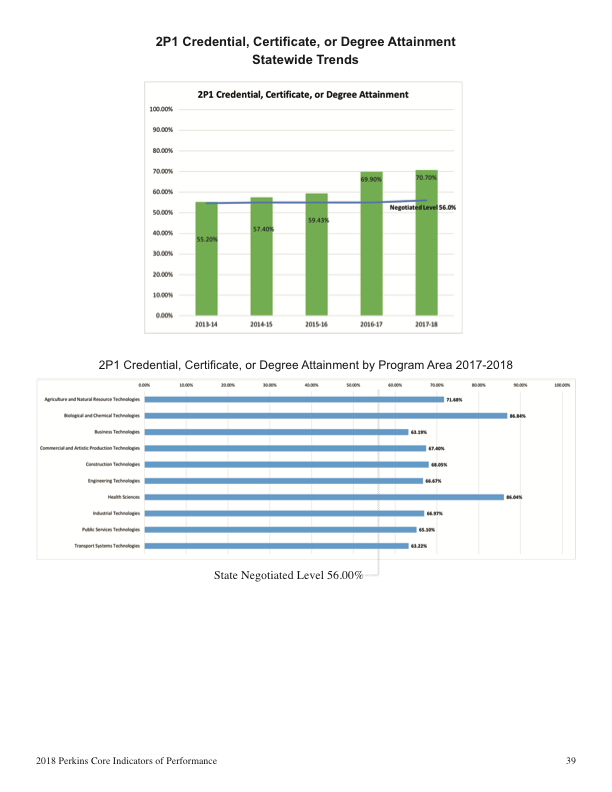 2P1 Credential, Certificate, or Degree Attainment
Statewide Trends
2P1 Credential, Certificate, or Degree Attainment
100.00%
90.00%
80.00%
70.00%
60.00%
50.00%
40.00%
30.00%
20.00%
10.00%
0.00%
55.20%
57.40%
59.43%
69.90%
70.70%
Negotiated Level 56.0%
2013-14 2014-15 2015-16 2016-17 2017-18
2P1 Credential, Certificate, or Degree Attainment by Program Area 2017-2018
0.00% 10.00% 20.00% 30.00% 40.00% 50.00% 60.00% 70.00% 80.00% 90.00% 100.00%
Agriculture and Natural Resource Technologies 71.68%
Biological and Chemical Technologies 86.84%
Business Technologies 63.19%
Commercial and Artistic Production Technologies 67.40%
Construction Technologies 68.05%
Engineering Technologies 66.67%
Health Sciences 86.04%
Industrial Technologies 66.97%
Public Services Technologies 65.10%
Transport Systems Technologies 63.22%
State Negotiated Level 56.00%
2018 Perkins Core Indicators of Performance 39